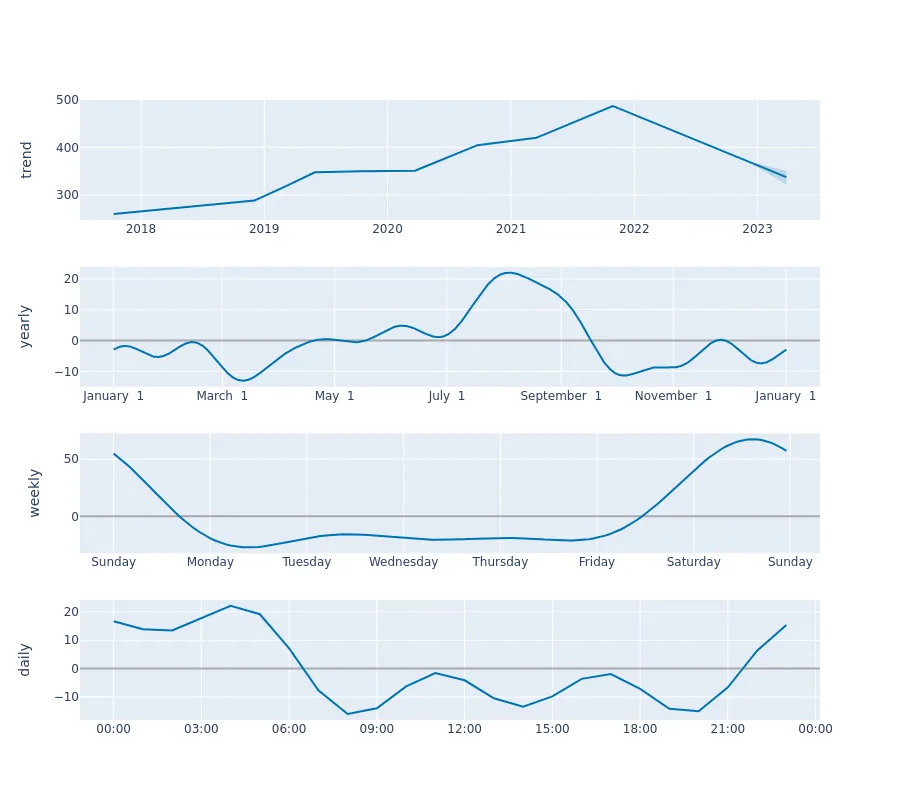 trend
500
400
300
2018 2019 2020 2021 2022 2023
yearly
20
10
0
−10
January 1 March 1 May 1 July 1 September 1 November 1 January 1
weekly
50
0
Sunday Monday Tuesday Wednesday Thursday Friday Saturday Sunday
daily
20
10
0
−10
00:00 03:00 06:00 09:00 12:00 15:00 18:00 21:00 00:00